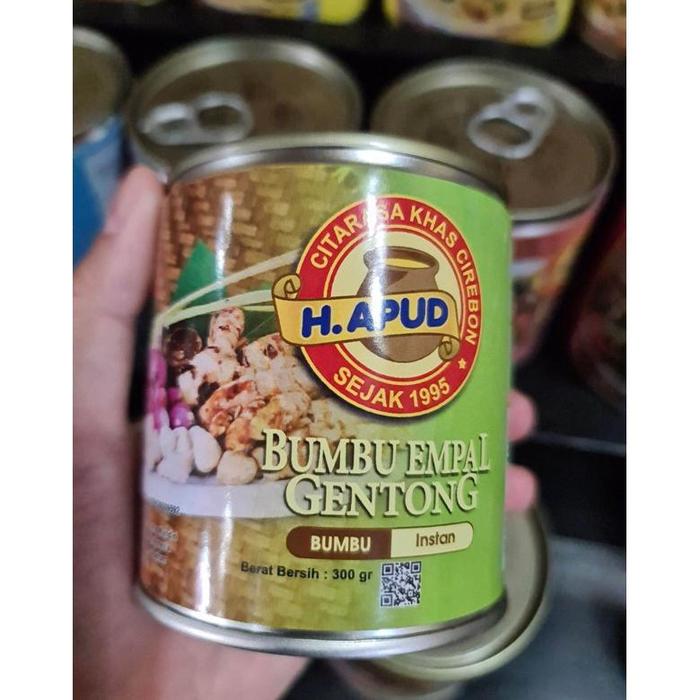 CITARASA KHAS CIREBON
H. APUD
SEJAK 1995
BUMBU EMPAL
GENTONG
BUMBU Instan
Berat Bersih : 300 gr